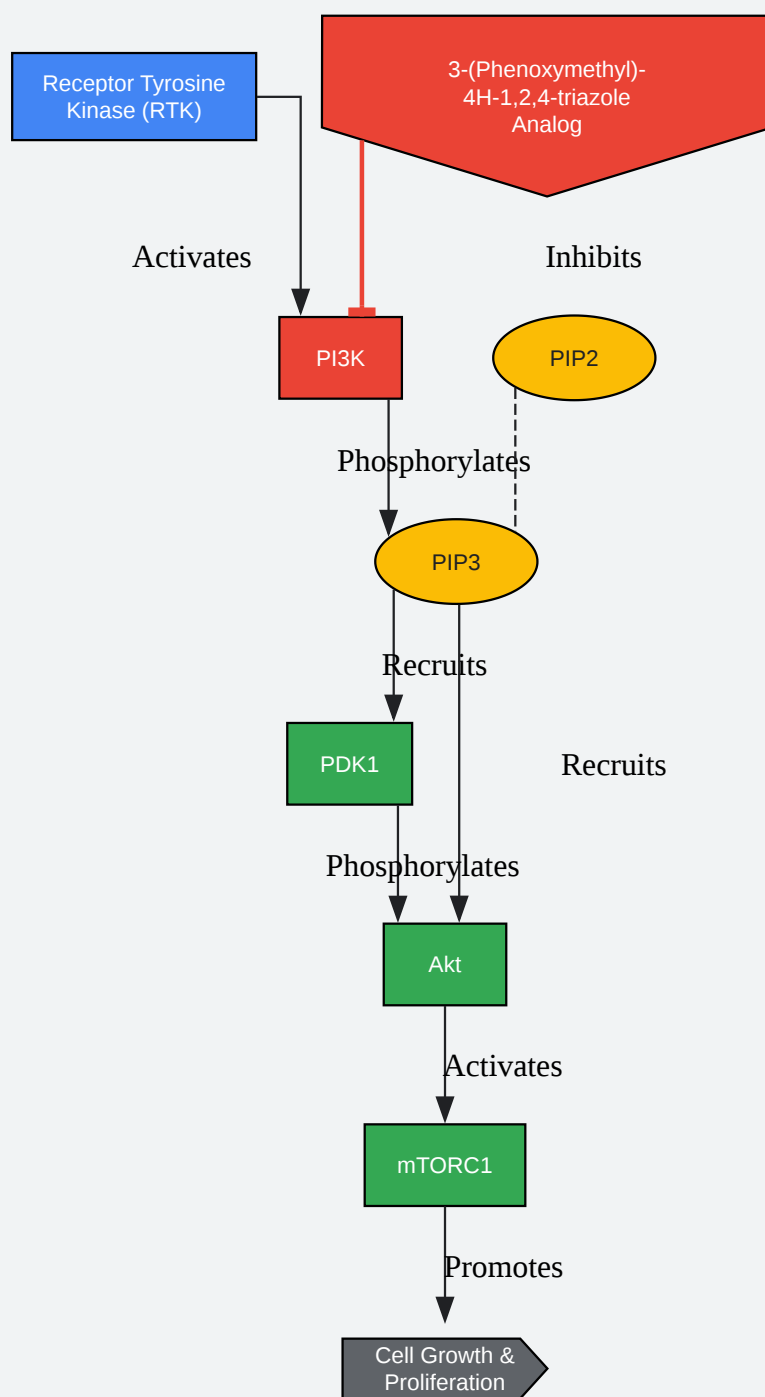 Receptor Tyrosine
Kinase (RTK)
3-(Phenoxymethyl)-
4H-1,2,4-triazole
Analog
Activates
Inhibits
PI3K
PIP2
Phosphorylates
PIP3
Recruits
PDK1
Recruits
Phosphorylates
Akt
Activates
mTORC1
Promotes
Cell Growth &
Proliferation